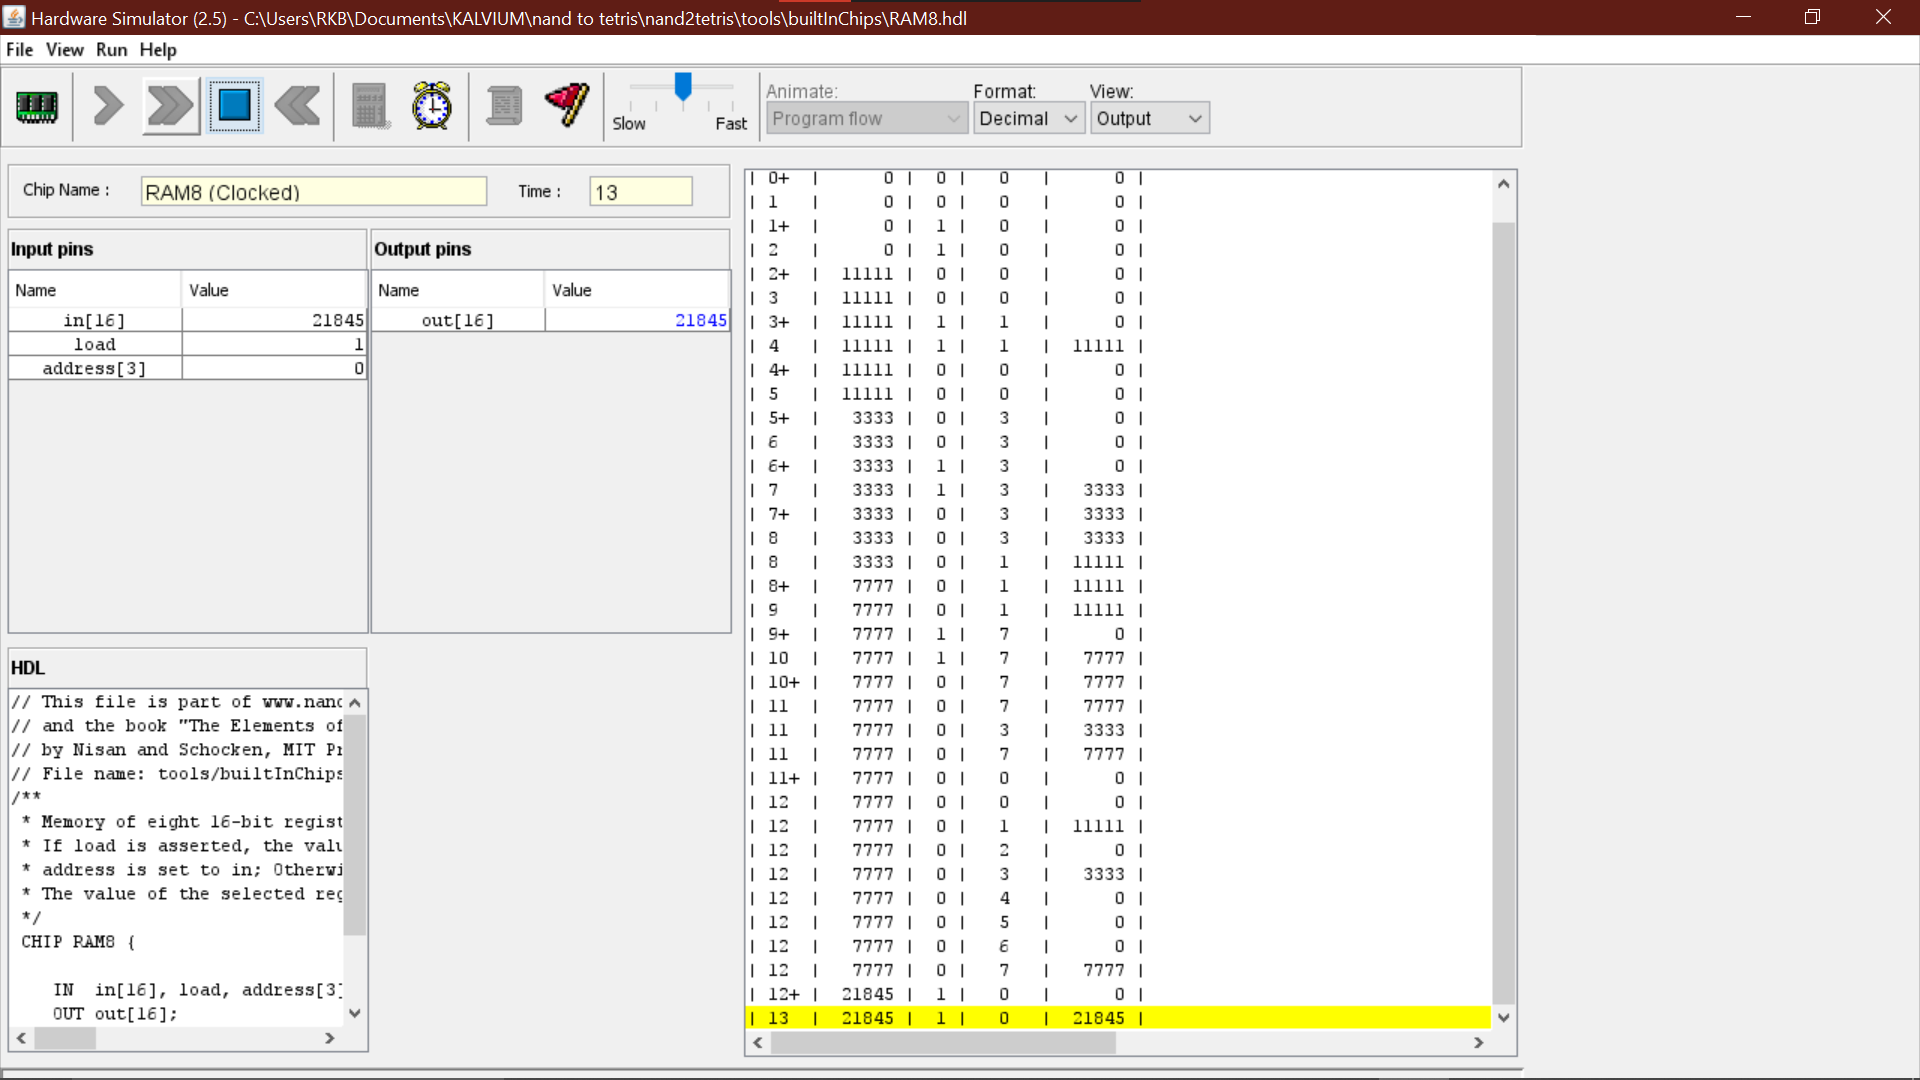 Hardware Simulator (2.5) - C:\Users\RKB\Documents\KALVIUM\nand to tetris\nand2tetris\tools\builtInChips\RAM8.hdl
File View Run Help
Slow Fast
Animate:
Program flow
Format:
Decimal
View:
Output
Chip Name :
RAM8 (Clocked)
Time :
13
Input pins
Name Value
in[16] 21845
load 1
address[3] 0
Output pins
Name Value
out[16] 21845
HDL
// This file is part of www.nand
// and the book "The Elements of
// by Nisan and Schocken, MIT Pr
// File name: tools/builtInChips
/**
* Memory of eight 16-bit regist
* If load is asserted, the valu
* address is set to in; Otherwi
* The value of the selected reg
*/
CHIP RAM8 {
IN in[16], load, address[3]
OUT out[16];
| 0+ | 0 | 0 | 0 | 0 |
| 1 | 0 | 0 | 0 | 0 |
| 1+ | 0 | 1 | 0 | 0 |
| 2 | 0 | 1 | 0 | 0 |
| 2+ | 11111 | 0 | 0 | 0 |
| 3 | 11111 | 0 | 0 | 0 |
| 3+ | 11111 | 1 | 1 | 0 |
| 4 | 11111 | 1 | 1 | 11111 |
| 4+ | 11111 | 0 | 0 | 0 |
| 5 | 11111 | 0 | 0 | 0 |
| 5+ | 3333 | 0 | 3 | 0 |
| 6 | 3333 | 0 | 3 | 0 |
| 6+ | 3333 | 1 | 3 | 0 |
| 7 | 3333 | 1 | 3 | 3333 |
| 7+ | 3333 | 0 | 3 | 3333 |
| 8 | 3333 | 0 | 3 | 3333 |
| 8 | 3333 | 0 | 1 | 11111 |
| 8+ | 7777 | 0 | 1 | 11111 |
| 9 | 7777 | 0 | 1 | 11111 |
| 9+ | 7777 | 1 | 7 | 0 |
| 10 | 7777 | 1 | 7 | 7777 |
| 10+ | 7777 | 0 | 7 | 7777 |
| 11 | 7777 | 0 | 7 | 7777 |
| 11 | 7777 | 0 | 3 | 3333 |
| 11 | 7777 | 0 | 7 | 7777 |
| 11+ | 7777 | 0 | 0 | 0 |
| 12 | 7777 | 0 | 0 | 0 |
| 12 | 7777 | 0 | 1 | 11111 |
| 12 | 7777 | 0 | 2 | 0 |
| 12 | 7777 | 0 | 3 | 3333 |
| 12 | 7777 | 0 | 4 | 0 |
| 12 | 7777 | 0 | 5 | 0 |
| 12 | 7777 | 0 | 6 | 0 |
| 12 | 7777 | 0 | 7 | 7777 |
| 12+ | 21845 | 1 | 0 | 0 |
| 13 | 21845 | 1 | 0 | 21845 |